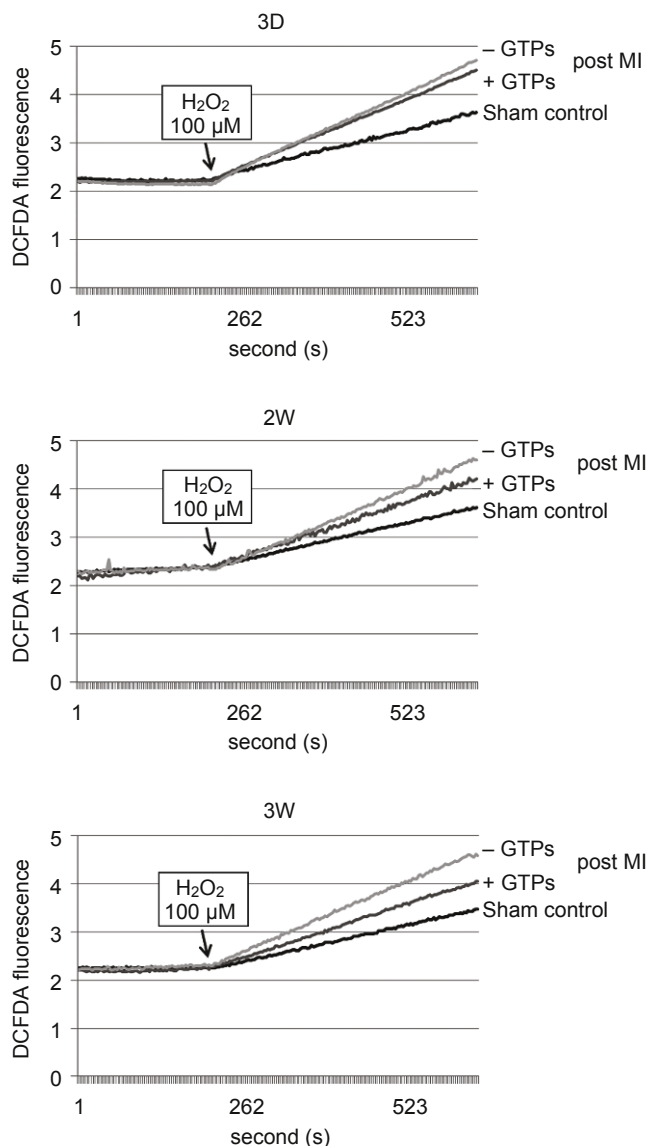 3D
5
4
3
2
1
0
DCFDA fluorescence
H₂O₂
100 µM
– GTPs
+ GTPs
post MI
Sham control
1 262 523
second (s)
2W
5
4
3
2
1
0
DCFDA fluorescence
H₂O₂
100 µM
– GTPs
+ GTPs
post MI
Sham control
1 262 523
second (s)
3W
5
4
3
2
1
0
DCFDA fluorescence
H₂O₂
100 µM
– GTPs
+ GTPs
post MI
Sham control
1 262 523
second (s)